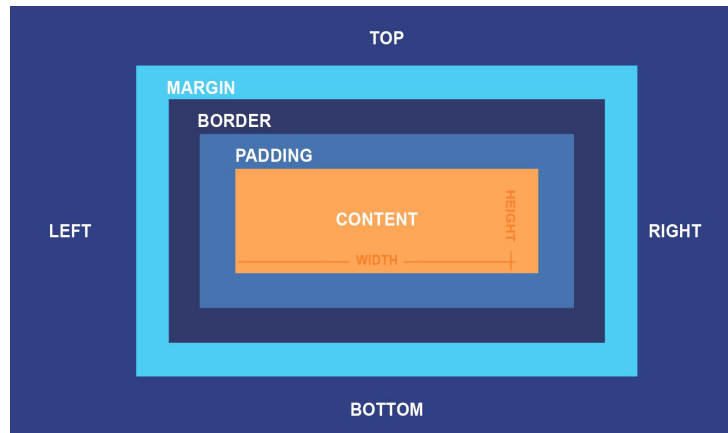 TOP
MARGIN
BORDER
PADDING
CONTENT
HEIGHT
LEFT
RIGHT
WIDTH
BOTTOM